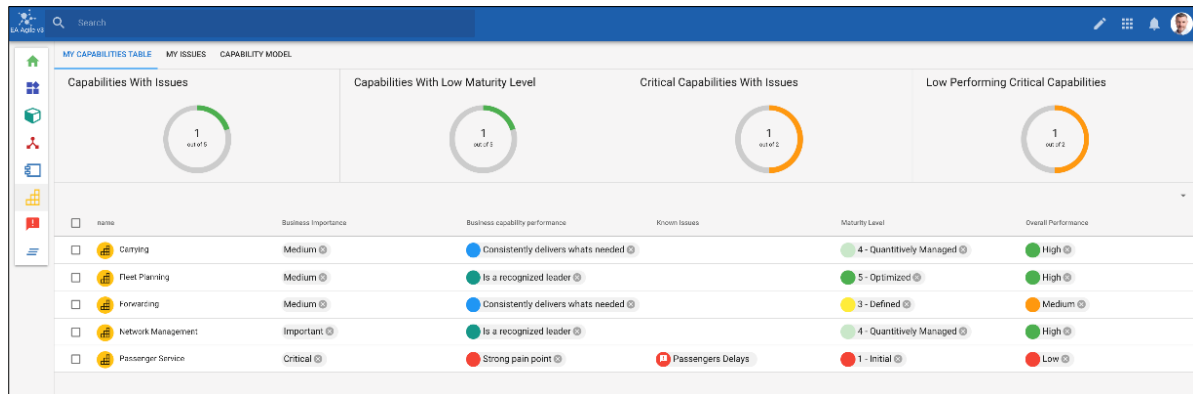 EA Agile v3
Search
MY CAPABILITIES TABLE MY ISSUES CAPABILITY MODEL
Capabilities With Issues Capabilities With Low Maturity Level Critical Capabilities With Issues Low Performing Critical Capabilities
1 1 1 1
out of 5 out of 5 out of 2 out of 2
name Business Importance Business capability performance Known Issues Maturity Level Overall Performance
Carrying Medium Consistently delivers whats needed 4 - Quantitively Managed High
Fleet Planning Medium Is a recognized leader 5 - Optimized High
Forwarding Medium Consistently delivers whats needed 3 - Defined Medium
Network Management Important Is a recognized leader 4 - Quantitively Managed High
Passenger Service Critical Strong pain point Passengers Delays 1 - Initial Low